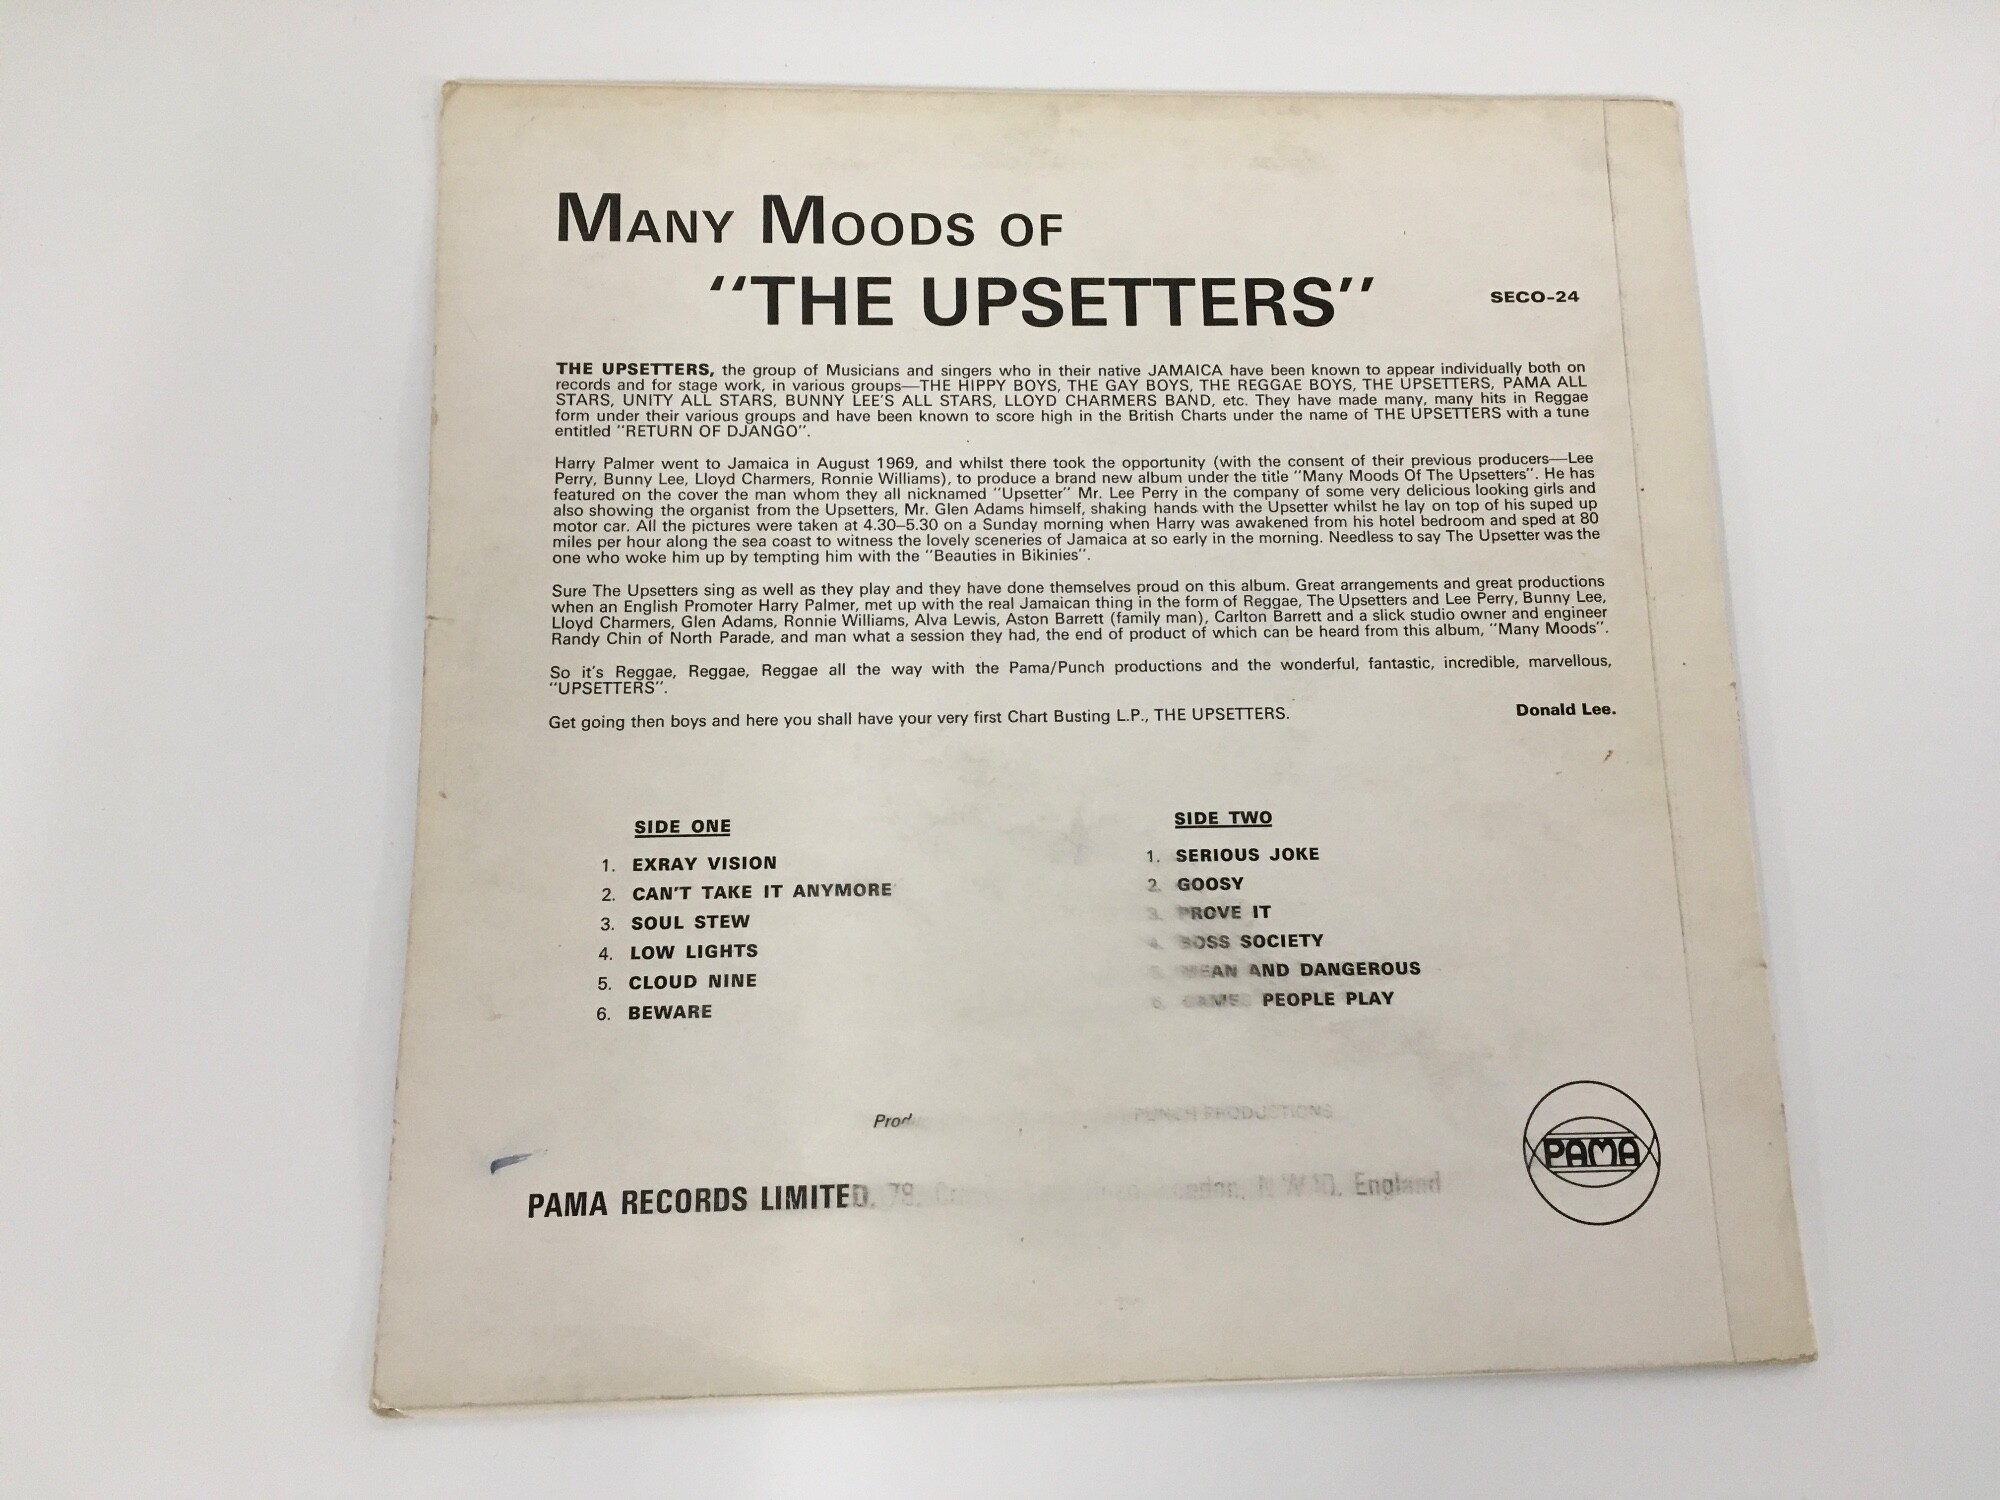 MANY MOODS OF
"THE UPSETTERS"
SECO-24
THE UPSETTERS, the group of Musicians and singers who in their native JAMAICA have been known to appear individually both on
records and for stage work, in various groups—THE HIPPY BOYS, THE GAY BOYS, THE REGGAE BOYS, THE UPSETTERS, PAMA ALL
STARS, UNITY ALL STARS, BUNNY LEE'S ALL STARS, LLOYD CHARMERS BAND, etc. They have made many, many hits in Reggae
form under their various groups and have been known to score high in the British Charts under the name of THE UPSETTERS with a tune
entitled "RETURN OF DJANGO".
Harry Palmer went to Jamaica in August 1969, and whilst there took the opportunity (with the consent of their previous producers—Lee
Perry, Bunny Lee, Lloyd Charmers, Ronnie Williams), to produce a brand new album under the title "Many Moods Of The Upsetters". He has
featured on the cover the man whom they all nicknamed "Upsetter" Mr. Lee Perry in the company of some very delicious looking girls and
also showing the organist from the Upsetters, Mr. Glen Adams himself, shaking hands with the Upsetter whilst he lay on top of his suped up
motor car. All the pictures were taken at 4.30–5.30 on a Sunday morning when Harry was awakened from his hotel bedroom and sped at 80
miles per hour along the sea coast to witness the lovely sceneries of Jamaica at so early in the morning. Needless to say The Upsetter was the
one who woke him up by tempting him with the "Beauties in Bikinies".
Sure The Upsetters sing as well as they play and they have done themselves proud on this album. Great arrangements and great productions
when an English Promoter Harry Palmer, met up with the real Jamaican thing in the form of Reggae, The Upsetters and Lee Perry, Bunny Lee,
Lloyd Charmers, Glen Adams, Ronnie Williams, Alva Lewis, Aston Barrett (family man), Carlton Barrett and a slick studio owner and engineer
Randy Chin of North Parade, and man what a session they had, the end of product of which can be heard from this album, "Many Moods".
So it's Reggae, Reggae, Reggae all the way with the Pama/Punch productions and the wonderful, fantastic, incredible, marvellous,
"UPSETTERS".
Get going then boys and here you shall have your very first Chart Busting L.P., THE UPSETTERS.
Donald Lee.
SIDE ONE
1. EXRAY VISION
2. CAN'T TAKE IT ANYMORE
3. SOUL STEW
4. LOW LIGHTS
5. CLOUD NINE
6. BEWARE
SIDE TWO
1. SERIOUS JOKE
2. GOOSY
3. PROVE IT
4. BOSS SOCIETY
5. MEAN AND DANGEROUS
6. GAMES PEOPLE PLAY
PUNCH PRODUCTIONS
PAMA RECORDS LIMITED, 78, London, N.W.10, England
PAMA